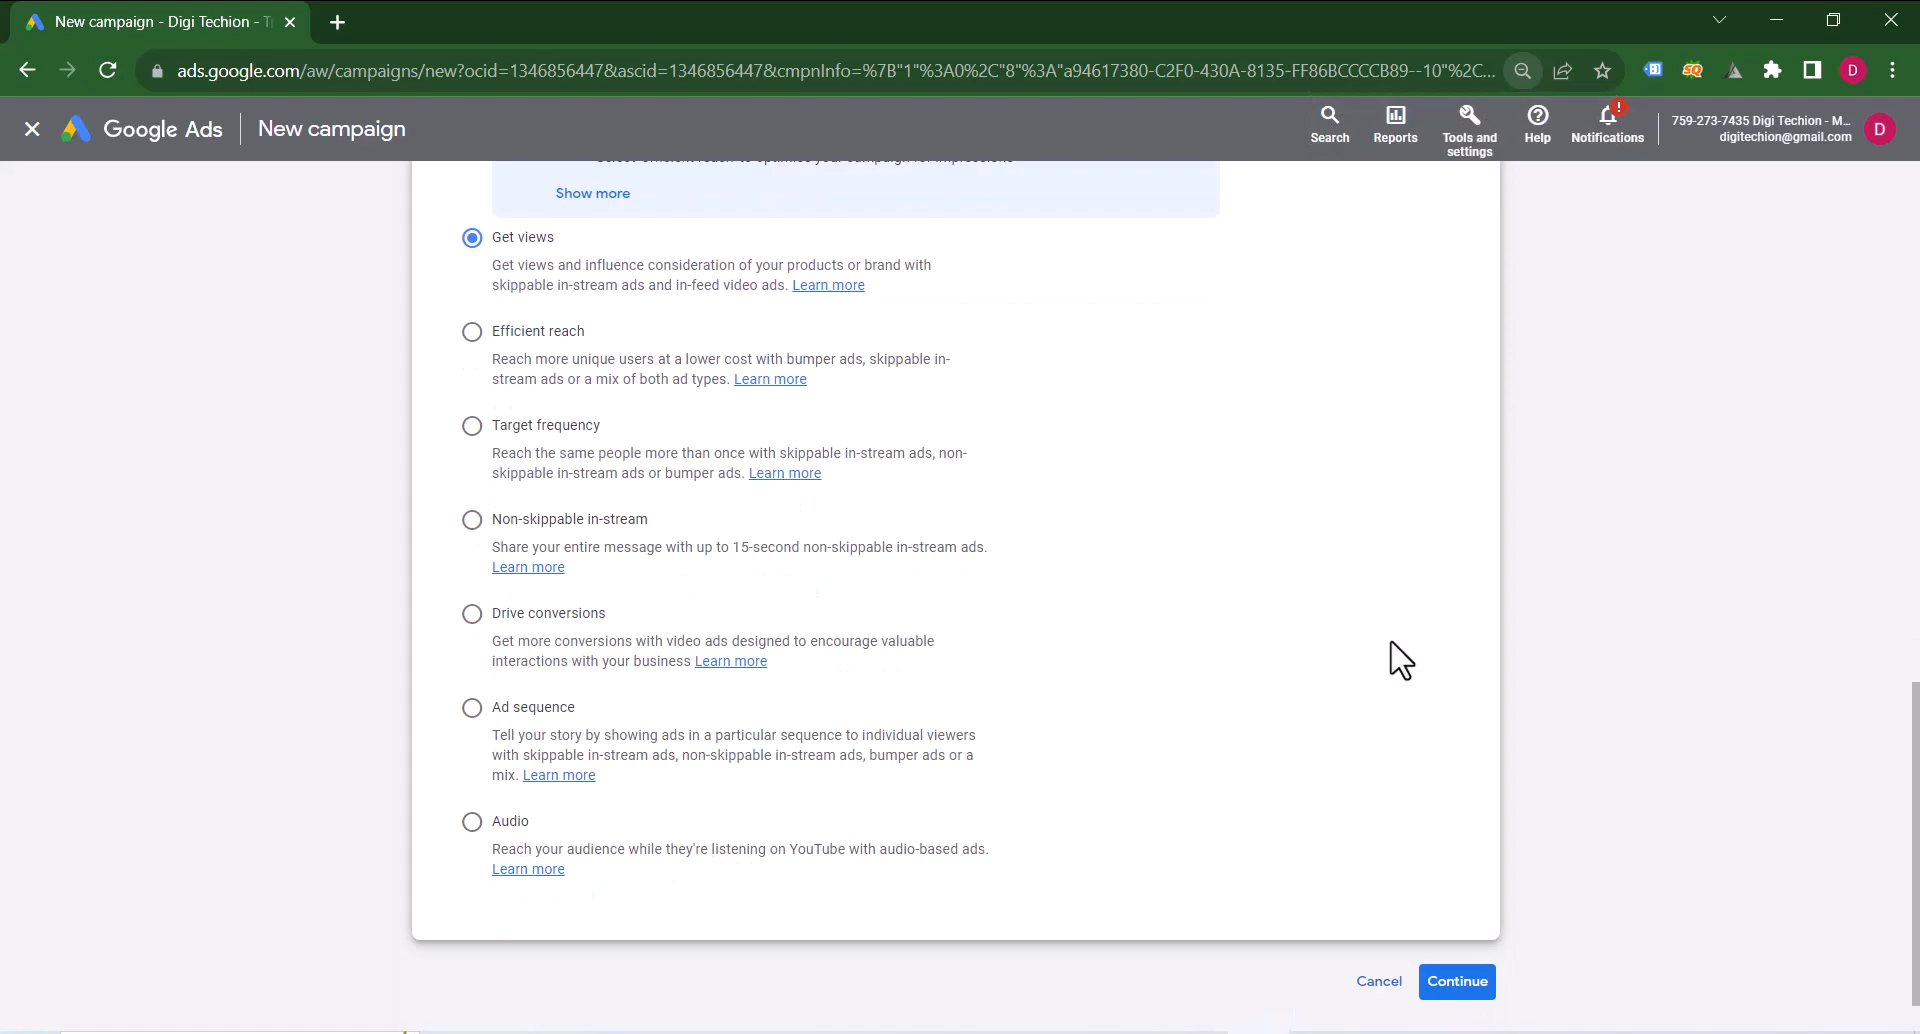 New campaign - Digi Techion - T
ads.google.com/aw/campaigns/new?ocid=1346856447&ascid=1346856447&cmpnInfo=%7B"1"%3A0%2C"8"%3A"a94617380-C2F0-430A-8135-FF86BCCCCB89--10"%2C...
SQ
D
Google Ads
New campaign
Search
Reports
Tools and
settings
Help
Notifications
759-273-7435 Digi Techion - M...
digitechion@gmail.com
D
Select efficient reach to optimise your campaign for impressions
Show more
Get views
Get views and influence consideration of your products or brand with
skippable in-stream ads and in-feed video ads. Learn more
Efficient reach
Reach more unique users at a lower cost with bumper ads, skippable in-
stream ads or a mix of both ad types. Learn more
Target frequency
Reach the same people more than once with skippable in-stream ads, non-
skippable in-stream ads or bumper ads. Learn more
Non-skippable in-stream
Share your entire message with up to 15-second non-skippable in-stream ads.
Learn more
Drive conversions
Get more conversions with video ads designed to encourage valuable
interactions with your business Learn more
Ad sequence
Tell your story by showing ads in a particular sequence to individual viewers
with skippable in-stream ads, non-skippable in-stream ads, bumper ads or a
mix. Learn more
Audio
Reach your audience while they're listening on YouTube with audio-based ads.
Learn more
Cancel
Continue